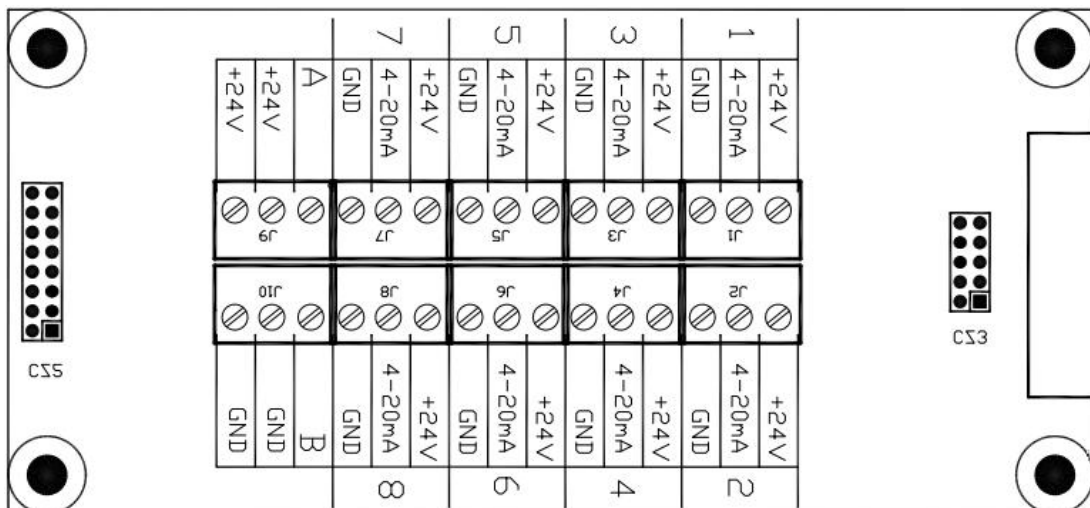 7 5 3 1
+24V +24V A GND 4-20mA +24V GND 4-20mA +24V GND 4-20mA +24V GND 4-20mA +24V
J9 J7 J5 J3 J1
J10 J8 J6 J4 J2
CZ2
CZ3
GND GND B GND 4-20mA +24V GND 4-20mA +24V GND 4-20mA +24V GND 4-20mA +24V
8 6 4 2